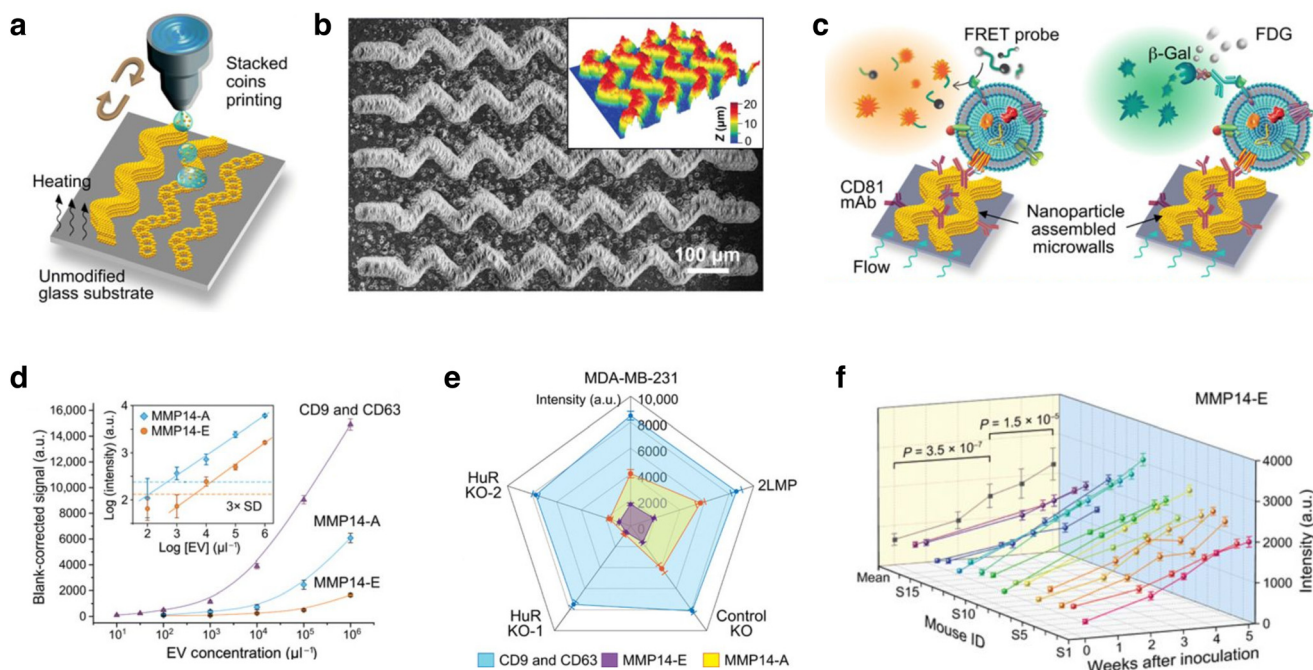 a
Stacked
coins
printing
Heating
Unmodified
glass substrate
b
Z (µm)
20
10
0
100 µm
c
FRET probe
CD81
mAb
Flow
Nanoparticle
assembled
microwalls
β-Gal
FDG
d
Blank-corrected signal (a.u.)
16,000
14,000
12,000
10,000
8000
6000
4000
2000
0
10¹ 10² 10³ 10⁴ 10⁵ 10⁶
EV concentration (µl⁻¹)
CD9 and CD63
MMP14-A
MMP14-E
Log (intensity) (a.u.)
4
3
2
MMP14-A
MMP14-E
3× SD
1 2 3 4 5 6
Log [EV] (µl⁻¹)
e
MDA-MB-231
Intensity (a.u.)
10,000
8000
6000
4000
2000
0
2LMP
Control
KO
HuR
KO-1
HuR
KO-2
CD9 and CD63 MMP14-E MMP14-A
f
MMP14-E
P = 3.5 × 10⁻⁷
P = 1.5 × 10⁻⁵
Intensity (a.u.)
4000
3000
2000
1000
0
Mean
S15
S10
S5
S1
Mouse ID
0 1 2 3 4 5
Weeks after inoculation